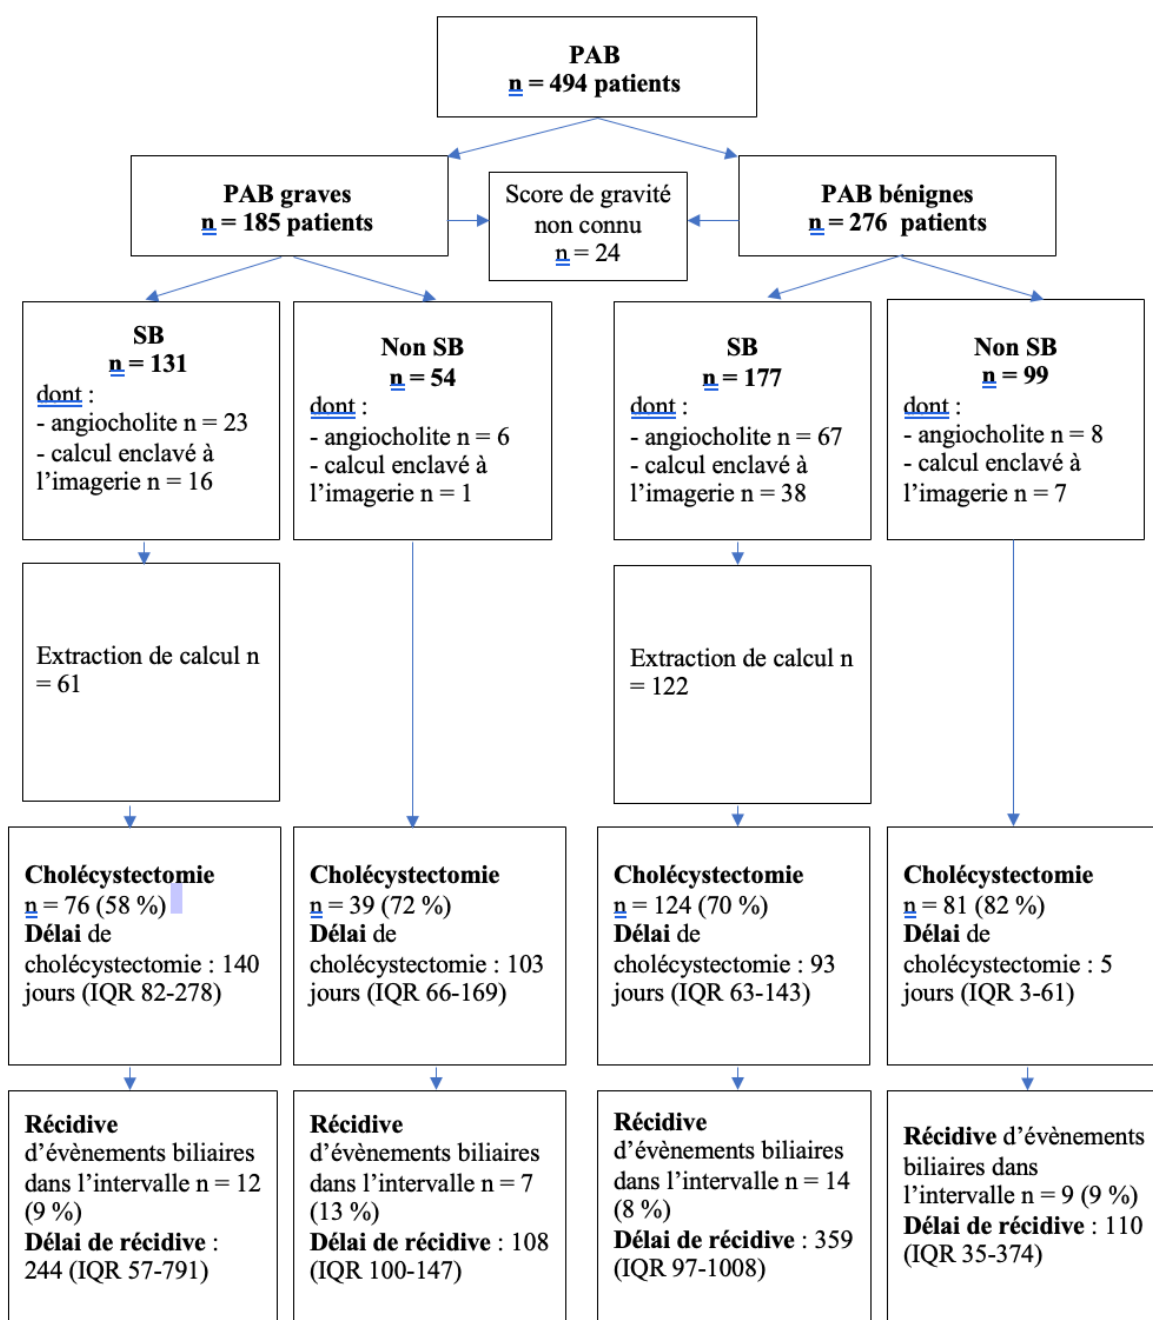 PAB
n = 494 patients
PAB graves
n = 185 patients
Score de gravité
non connu
n = 24
PAB bénignes
n = 276 patients
SB
n = 131
dont :
- angiocholite n = 23
- calcul enclavé à
l’imagerie n = 16
Non SB
n = 54
dont :
- angiocholite n = 6
- calcul enclavé à
l’imagerie n = 1
SB
n = 177
dont :
- angiocholite n = 67
- calcul enclavé à
l’imagerie n = 38
Non SB
n = 99
dont :
- angiocholite n = 8
- calcul enclavé à
l’imagerie n = 7
Extraction de calcul n
= 61
Extraction de calcul n
= 122
Cholécystectomie
n = 76 (58 %)
Délai de
cholécystectomie : 140
jours (IQR 82-278)
Cholécystectomie
n = 39 (72 %)
Délai de
cholécystectomie : 103
jours (IQR 66-169)
Cholécystectomie
n = 124 (70 %)
Délai de
cholécystectomie : 93
jours (IQR 63-143)
Cholécystectomie
n = 81 (82 %)
Délai de
cholécystectomie : 5
jours (IQR 3-61)
Récidive
d’évènements biliaires
dans l’intervalle n = 12
(9 %)
Délai de récidive :
244 (IQR 57-791)
Récidive
d’évènements biliaires
dans l’intervalle n = 7
(13 %)
Délai de récidive : 108
(IQR 100-147)
Récidive
d’évènements biliaires
dans l’intervalle n = 14
(8 %)
Délai de récidive : 359
(IQR 97-1008)
Récidive d’évènements
biliaires dans
l’intervalle n = 9 (9 %)
Délai de récidive : 110
(IQR 35-374)